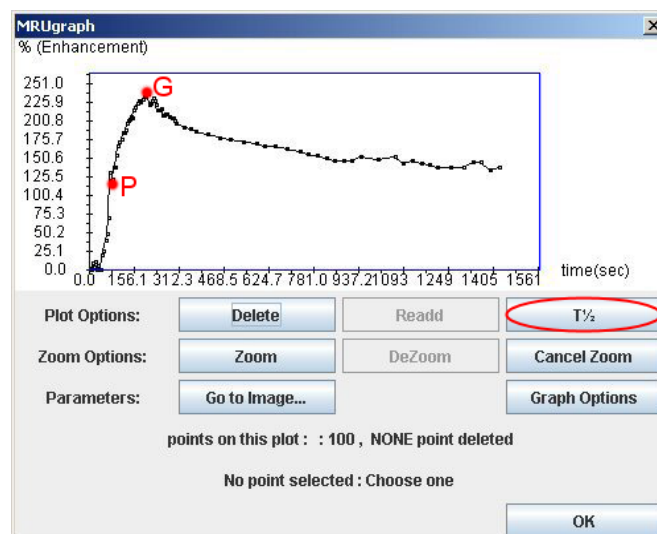 MRUgraph
% (Enhancement)
251.0
225.9
200.8
175.7
150.6
125.5
100.4
75.3
50.2
25.1
0.0
G
P
0.0 156.1 312.3 468.5 624.7 781.0 937.21093 1249 1405 1561 time(sec)
Plot Options: Delete Readd T½
Zoom Options: Zoom DeZoom Cancel Zoom
Parameters: Go to Image... Graph Options
points on this plot : : 100 , NONE point deleted
No point selected : Choose one
OK